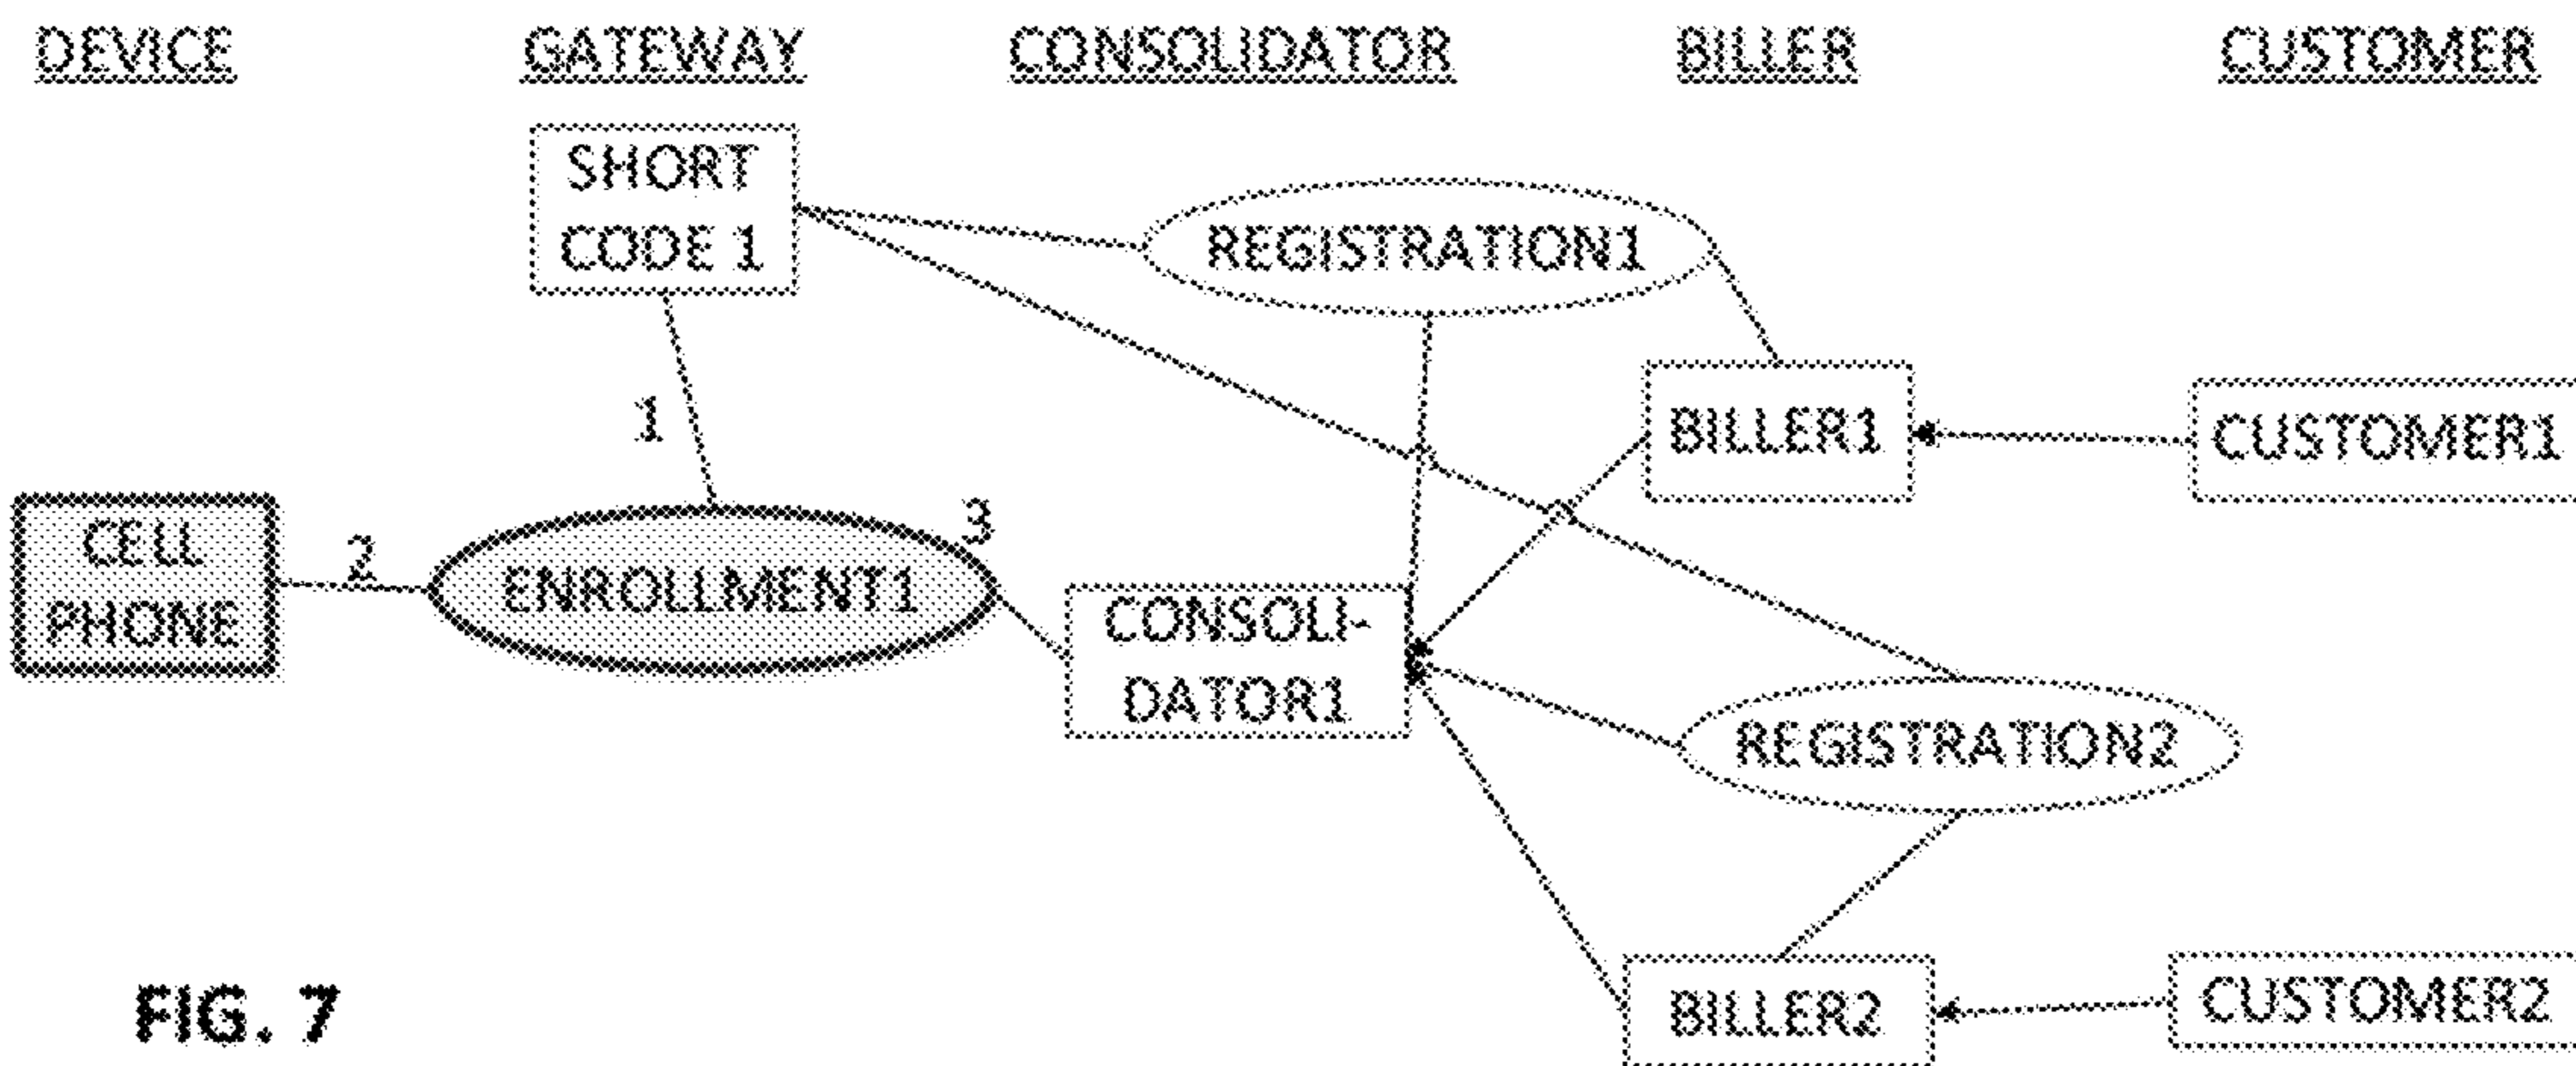 DEVICE GATEWAY CONSOLIDATOR BILLER CUSTOMER
SHORT
CODE 1
REGISTRATION1
1
BILLER1
CUSTOMER1
CELL
PHONE
2
ENROLLMENT1
3
CONSOLI-
DATOR1
REGISTRATION2
BILLER2
CUSTOMER2
FIG. 7